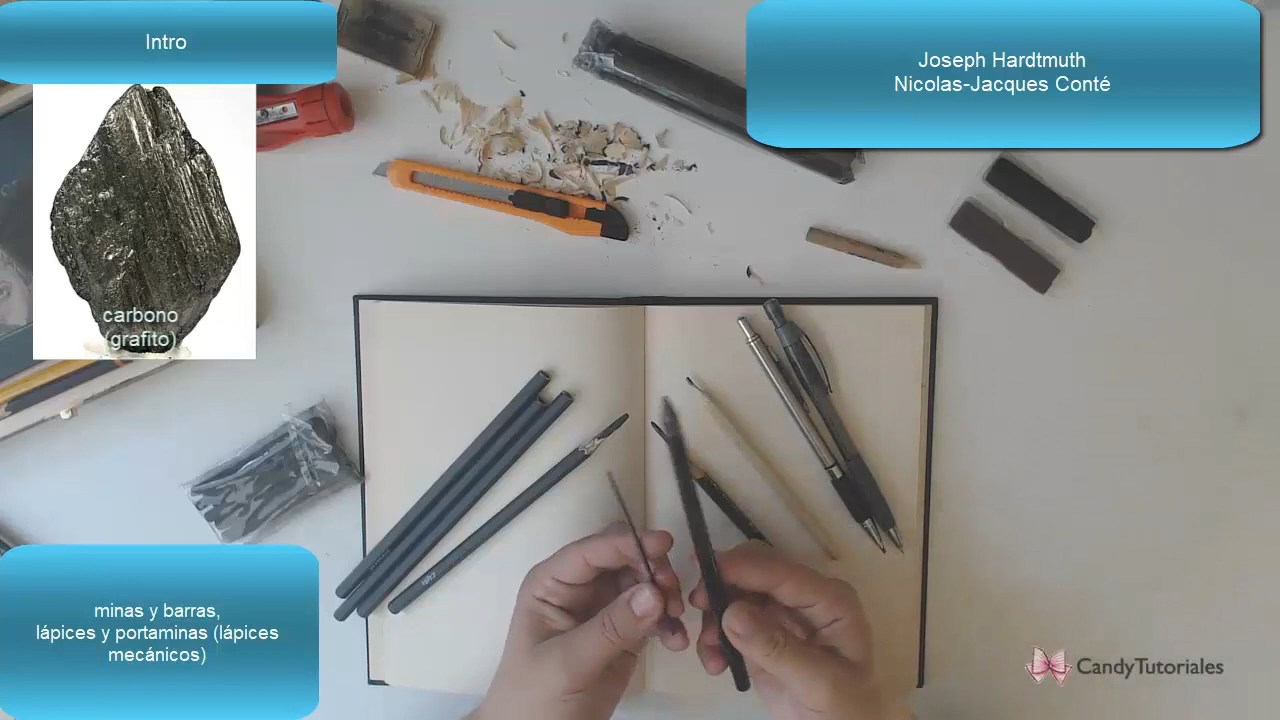 Intro
Joseph Hardtmuth
Nicolas-Jacques Conté
carbono
(grafito)
minas y barras,
lápices y portaminas (lápices
mecánicos)
CandyTutoriales